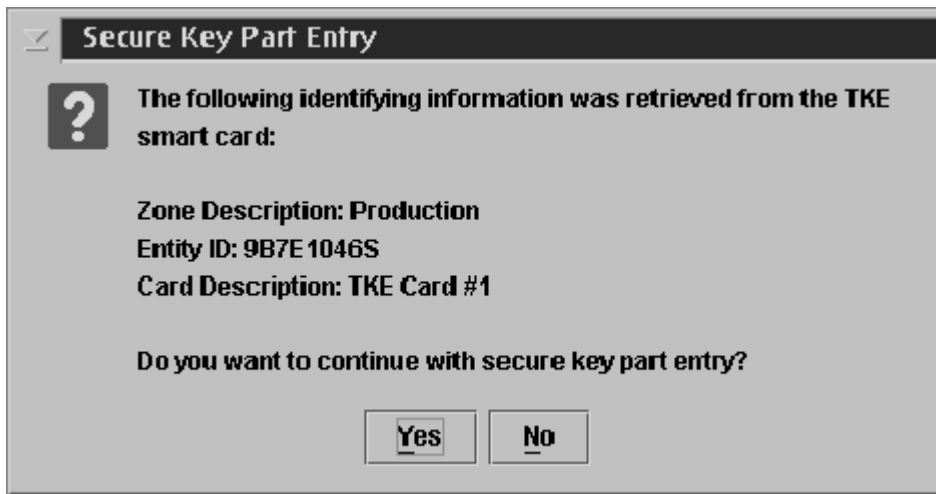 Secure Key Part Entry
The following identifying information was retrieved from the TKE
smart card:
Zone Description: Production
Entity ID: 9B7E1046S
Card Description: TKE Card #1
Do you want to continue with secure key part entry?
Yes No